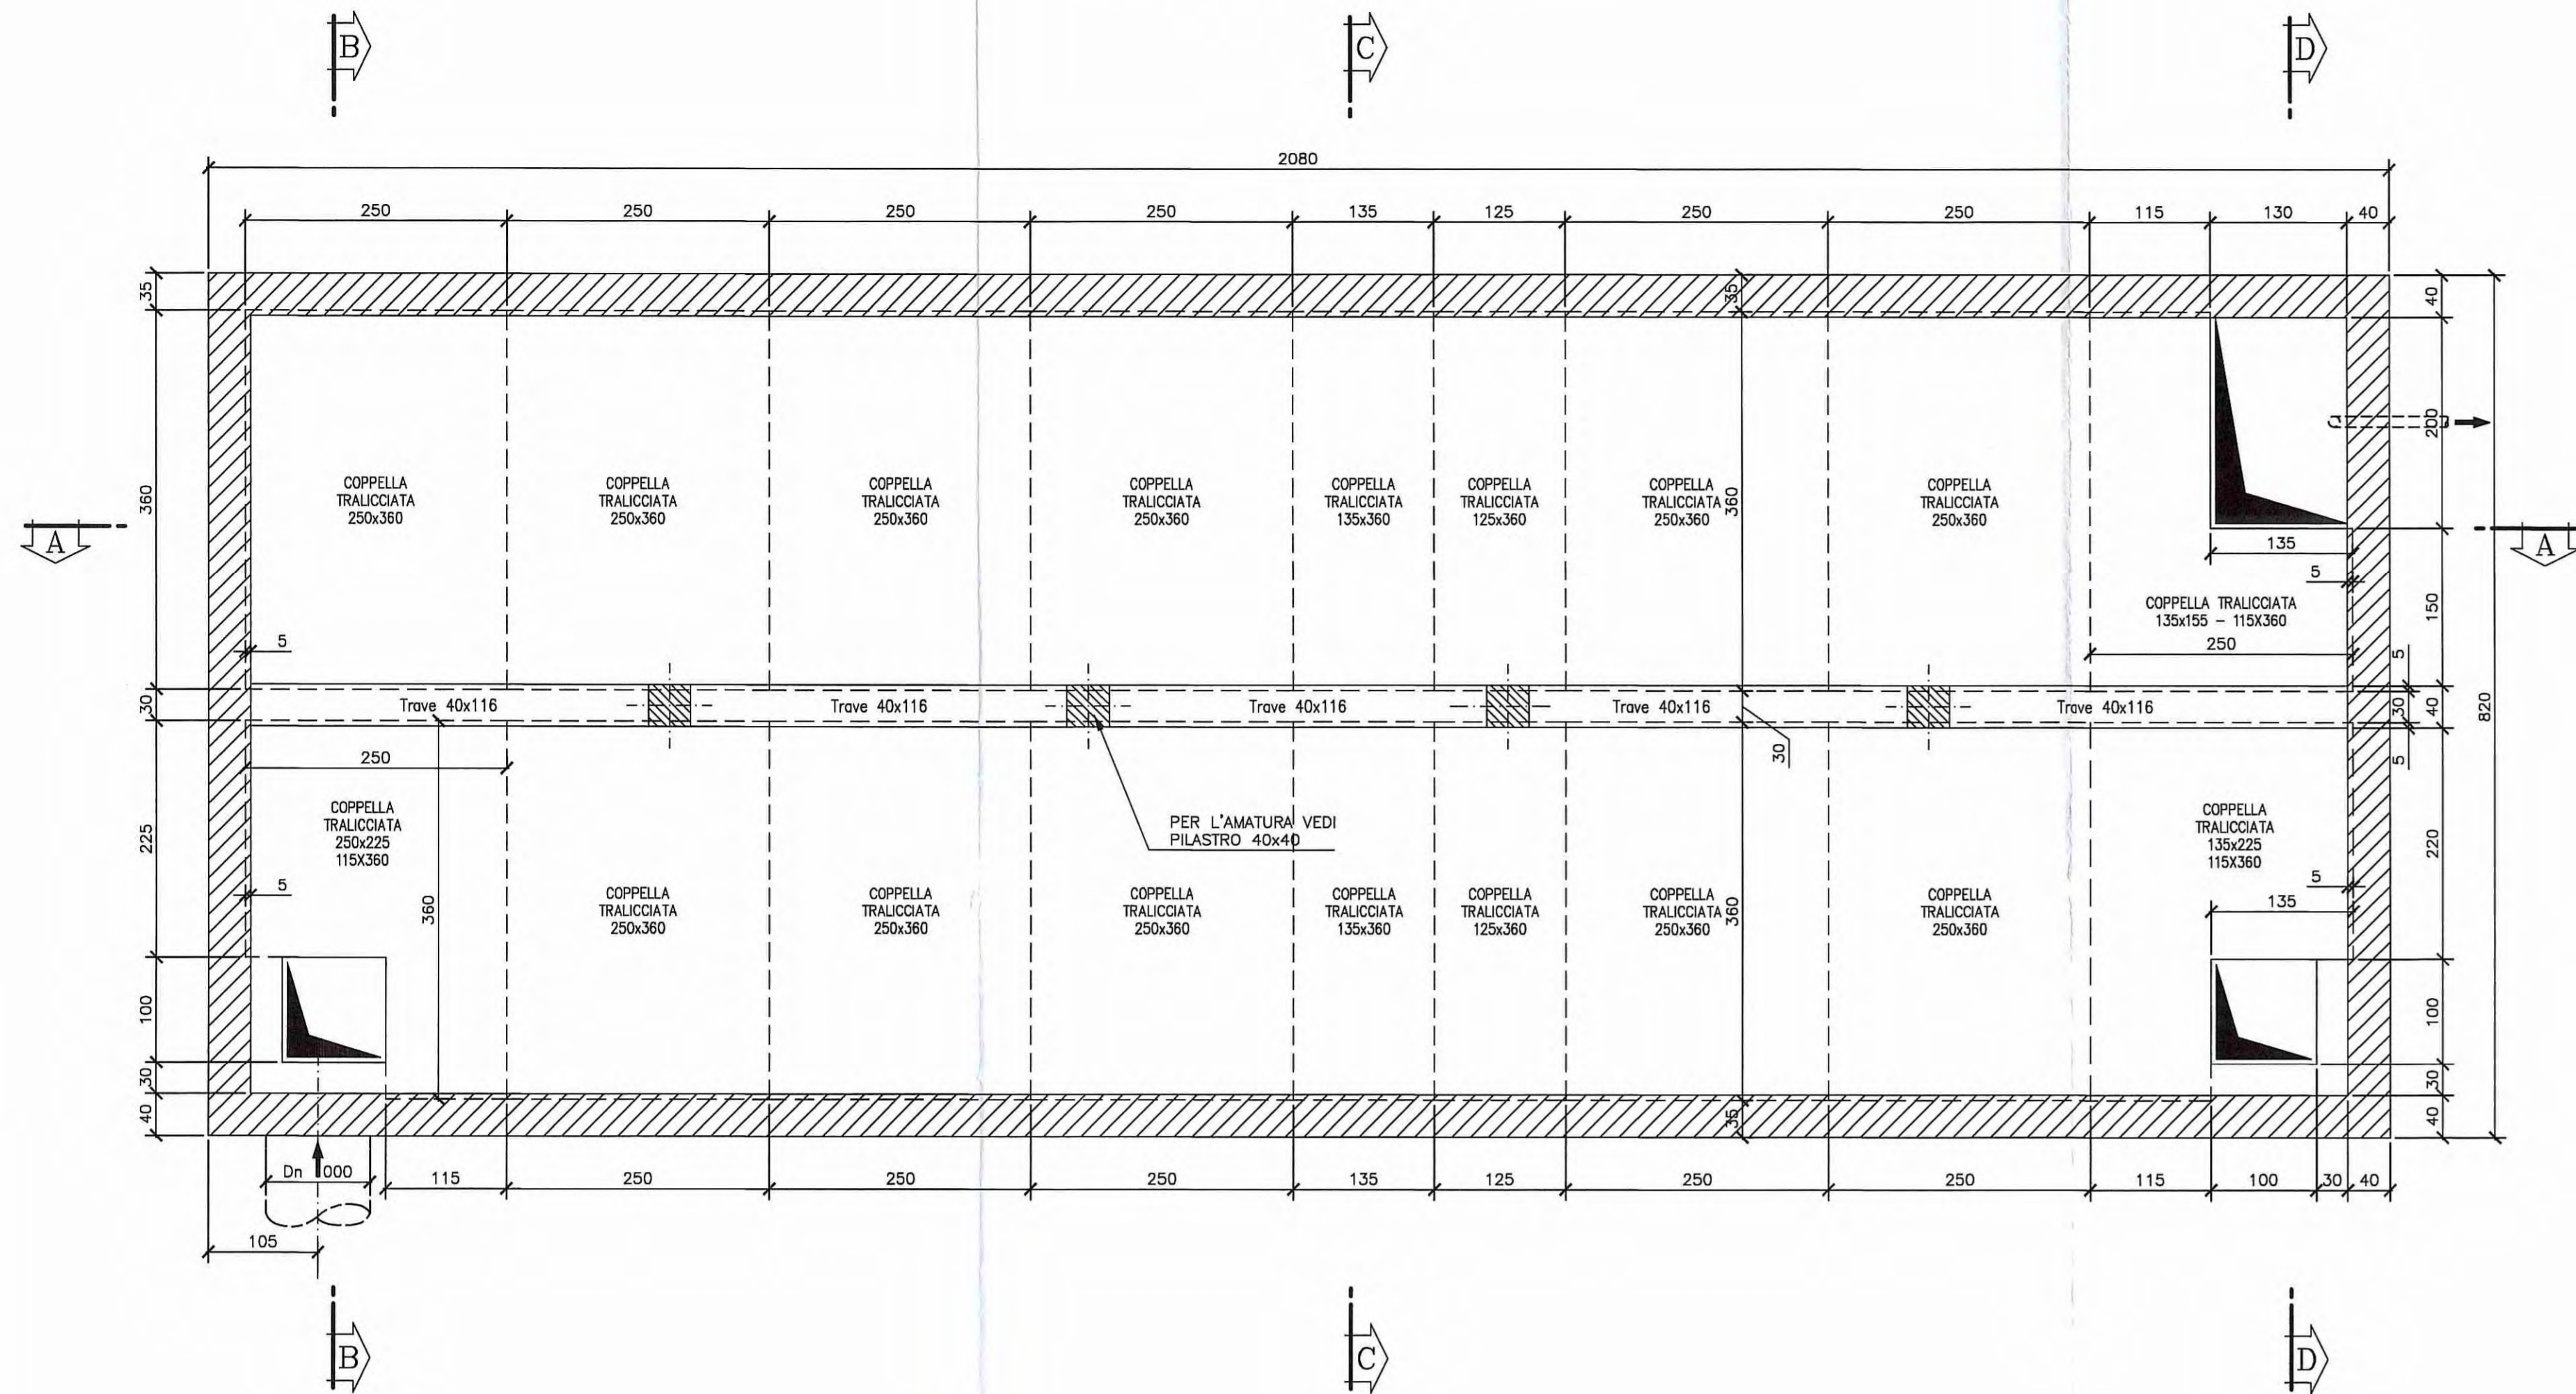 B
C
D
2080
250
250
250
250
135
125
250
250
115
130
40
35
35
40
COPPELLA
TRALICCIATA
250x360
COPPELLA
TRALICCIATA
250x360
COPPELLA
TRALICCIATA
250x360
COPPELLA
TRALICCIATA
250x360
COPPELLA
TRALICCIATA
135x360
COPPELLA
TRALICCIATA
125x360
COPPELLA
TRALICCIATA
250x360
COPPELLA
TRALICCIATA
250x360
360
360
200
A
A
135
5
COPPELLA TRALICCIATA
135x155 – 115X360
250
150
5
5
30
Trave 40x116
Trave 40x116
Trave 40x116
Trave 40x116
Trave 40x116
30
40
820
250
30
5
COPPELLA
TRALICCIATA
250x225
115X360
225
5
360
PER L'AMATURA VEDI
PILASTRO 40x40
COPPELLA
TRALICCIATA
135x225
115X360
220
5
135
COPPELLA
TRALICCIATA
250x360
COPPELLA
TRALICCIATA
250x360
COPPELLA
TRALICCIATA
250x360
COPPELLA
TRALICCIATA
135x360
COPPELLA
TRALICCIATA
125x360
COPPELLA
TRALICCIATA
250x360
COPPELLA
TRALICCIATA
250x360
360
100
100
30
30
40
35
40
Dn 000
115
250
250
250
135
125
250
250
115
100
30
40
105
B
C
D